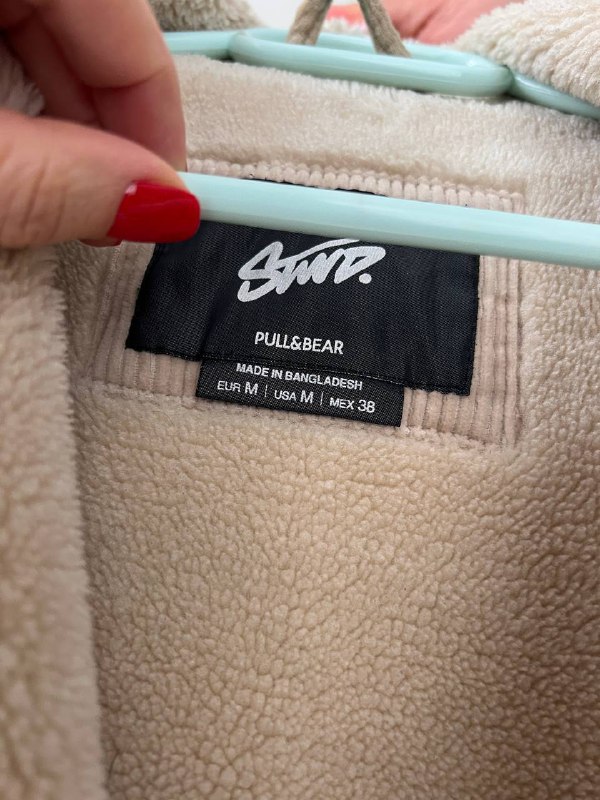 STWD.
PULL&BEAR
MADE IN BANGLADESH
EUR M | USA M | MEX 38